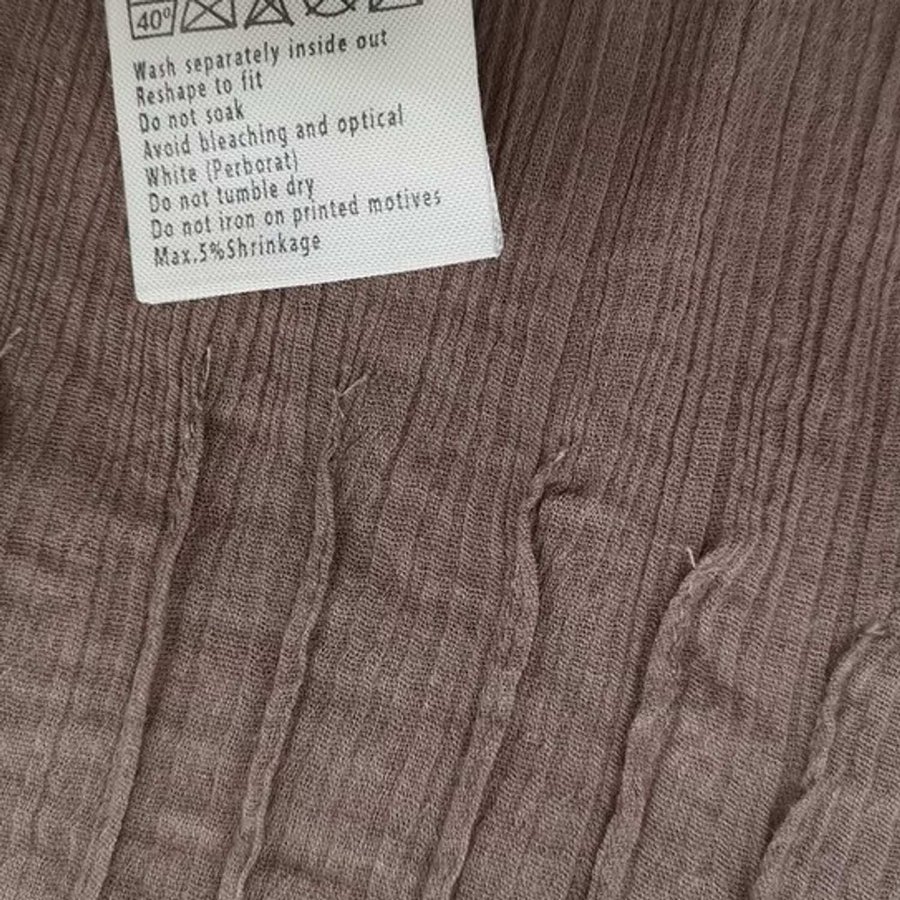 40º
Wash separately inside out
Reshape to fit
Do not soak
Avoid bleaching and optical
White (Perborat)
Do not tumble dry
Do not iron on printed motives
Max.5%Shrinkage